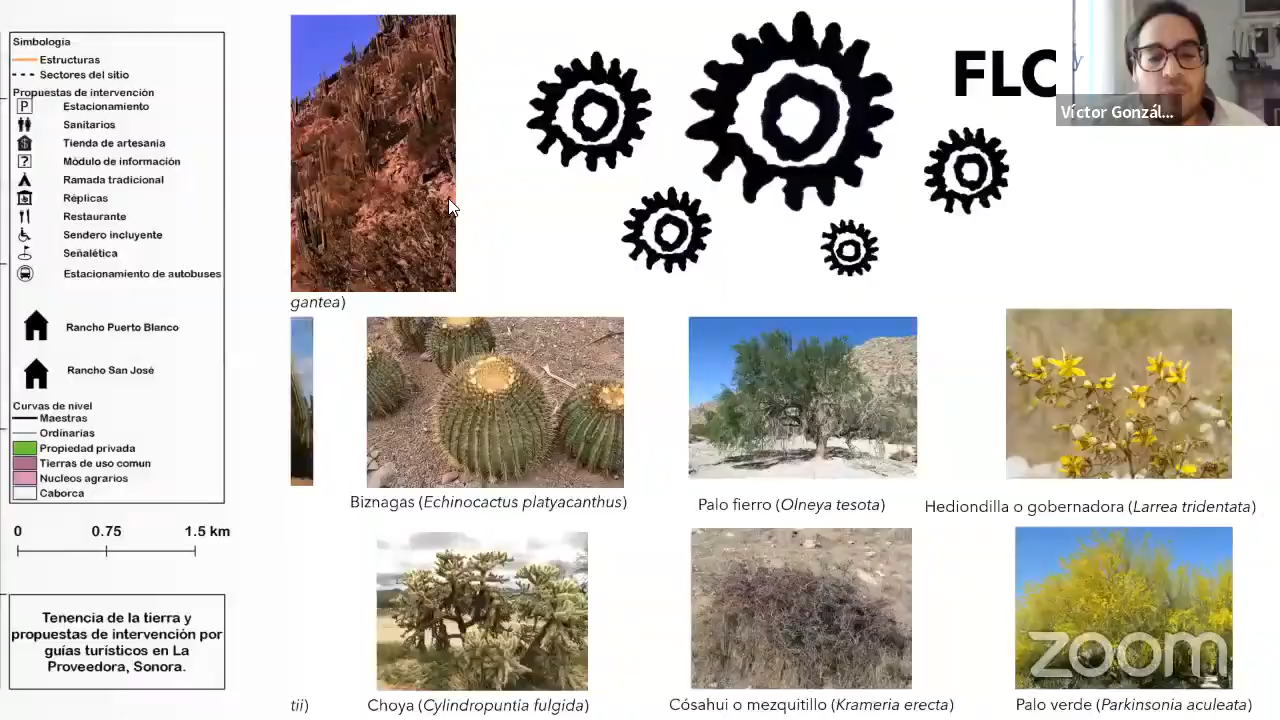 Simbología
Estructuras
Sectores del sitio
Propuestas de intervención
P Estacionamiento
Sanitarios
Tienda de artesania
? Módulo de información
Ramada tradicional
Réplicas
Restaurante
Sendero incluyente
Señalética
Estacionamiento de autobuses
Rancho Puerto Blanco
Rancho San José
Curvas de nivel
Maestras
Ordinarias
Propiedad privada
Tierras de uso comun
Nucleos agrarios
Caborca
0 0.75 1.5 km
Tenencia de la tierra y
propuestas de intervención por
guías turísticos en La
Proveedora, Sonora.
FLO
y
Víctor Gonzál...
gantea)
Biznagas (Echinocactus platyacanthus)
Palo fierro (Olneya tesota)
Hediondilla o gobernadora (Larrea tridentata)
tii)
Choya (Cylindropuntia fulgida)
Cósahui o mezquitillo (Krameria erecta)
Palo verde (Parkinsonia aculeata)
zoom